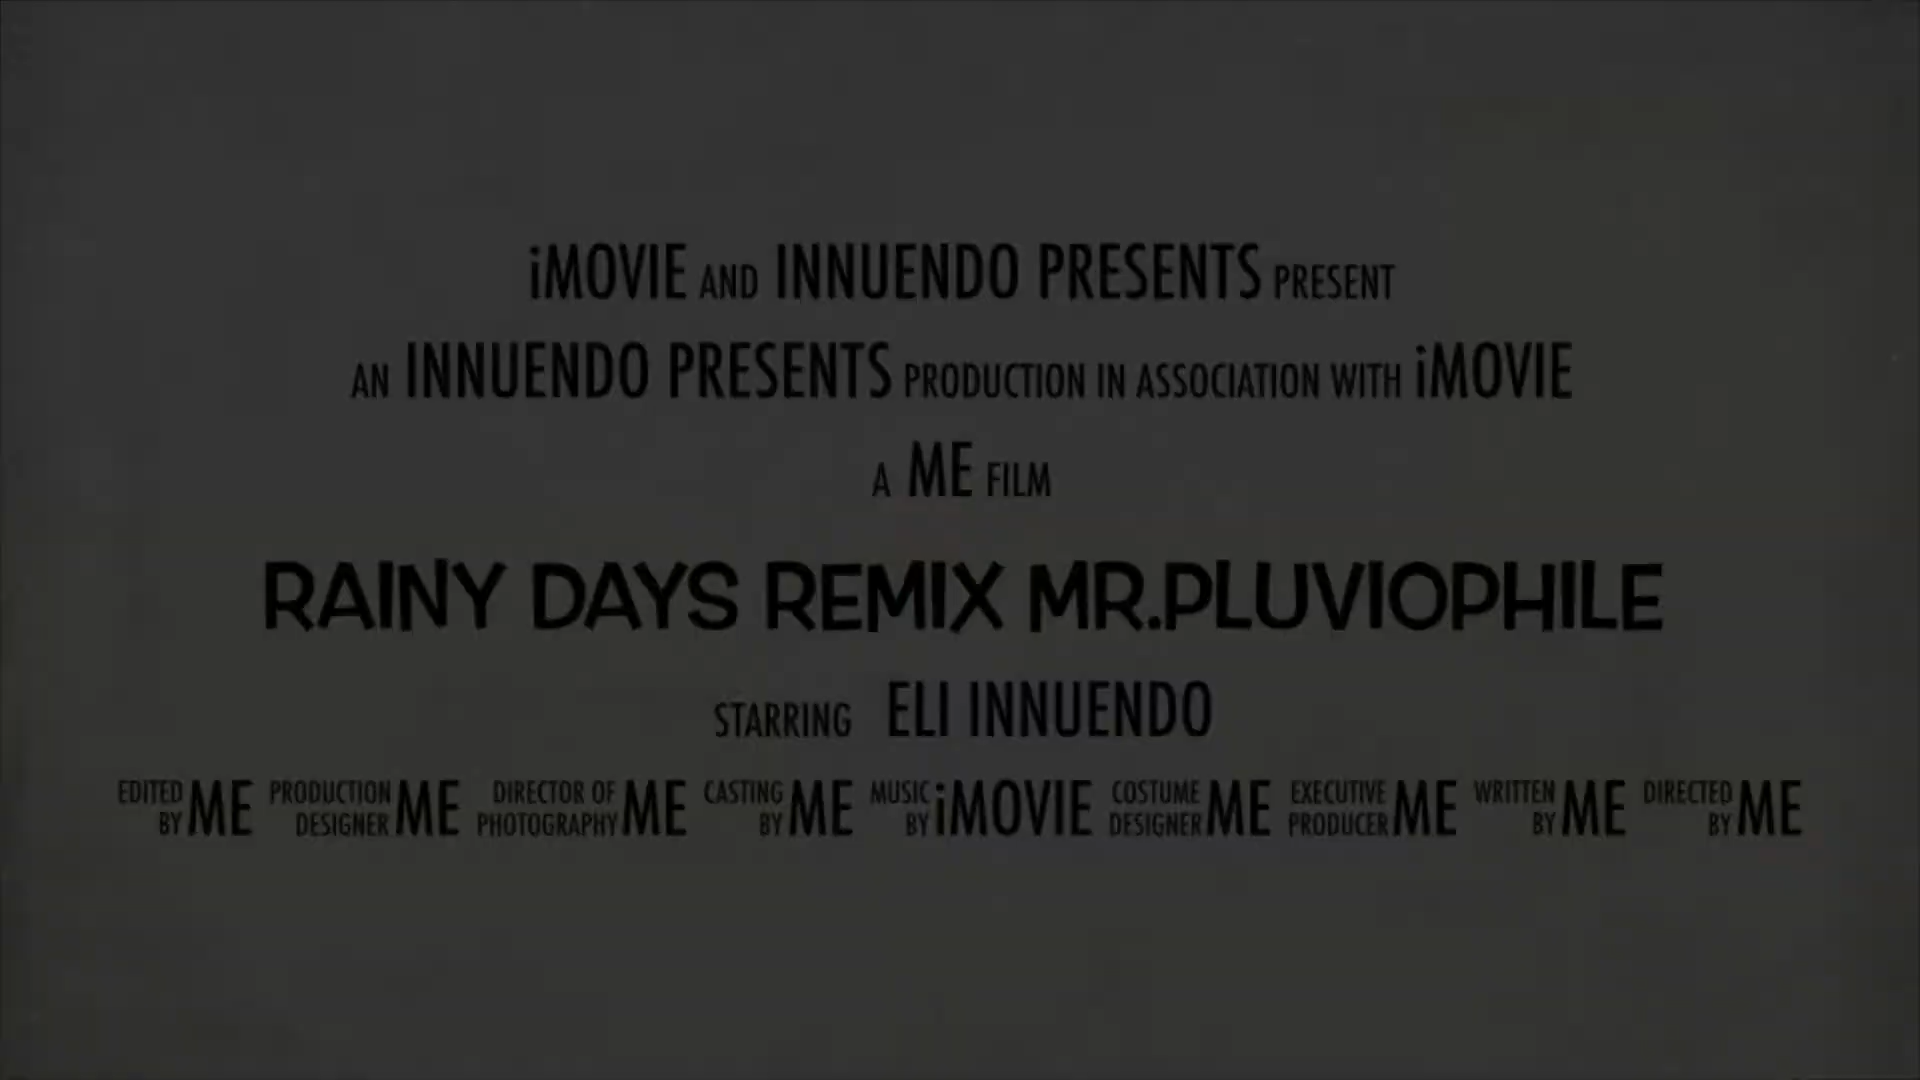 iMOVIE AND INNUENDO PRESENTS PRESENT
AN INNUENDO PRESENTS PRODUCTION IN ASSOCIATION WITH iMOVIE
A ME FILM
RAINY DAYS REMIX MR.PLUVIOPHILE
STARRING ELI INNUENDO
EDITED BY ME PRODUCTION DESIGNER ME DIRECTOR OF PHOTOGRAPHY ME CASTING BY ME MUSIC BY iMOVIE COSTUME DESIGNER ME EXECUTIVE PRODUCER ME WRITTEN BY ME DIRECTED BY ME